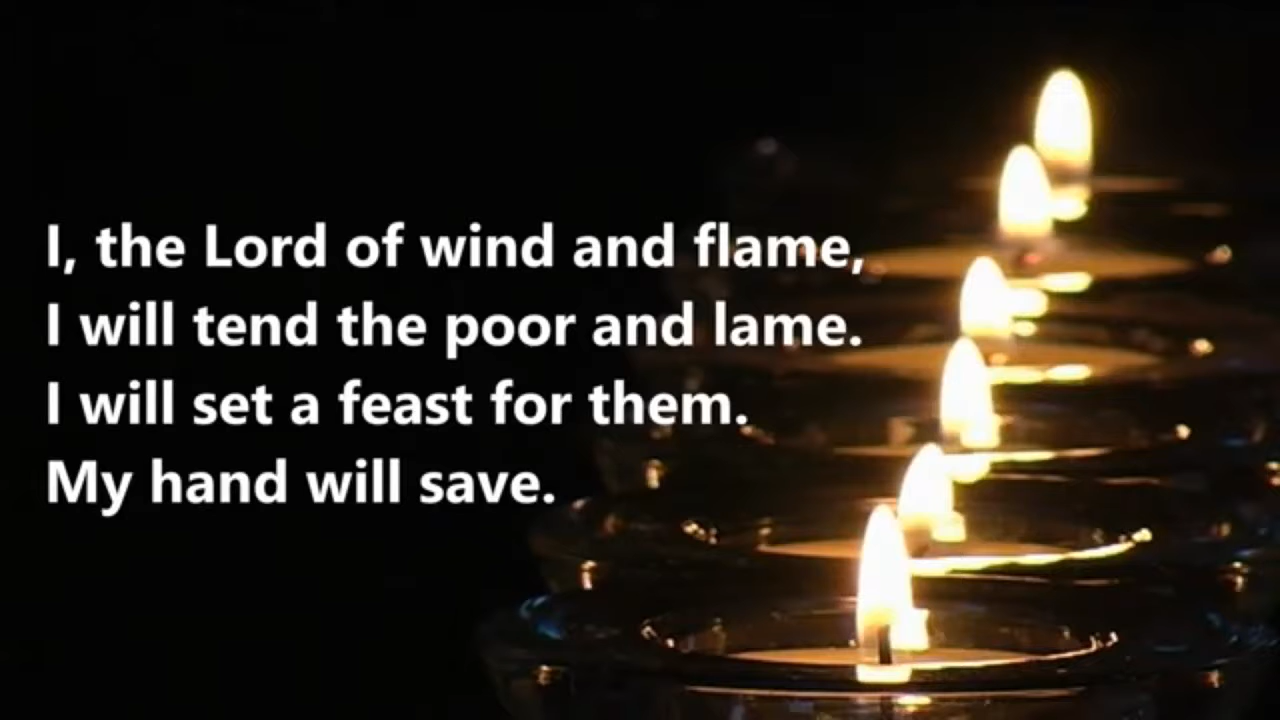 I, the Lord of wind and flame,
I will tend the poor and lame.
I will set a feast for them.
My hand will save.